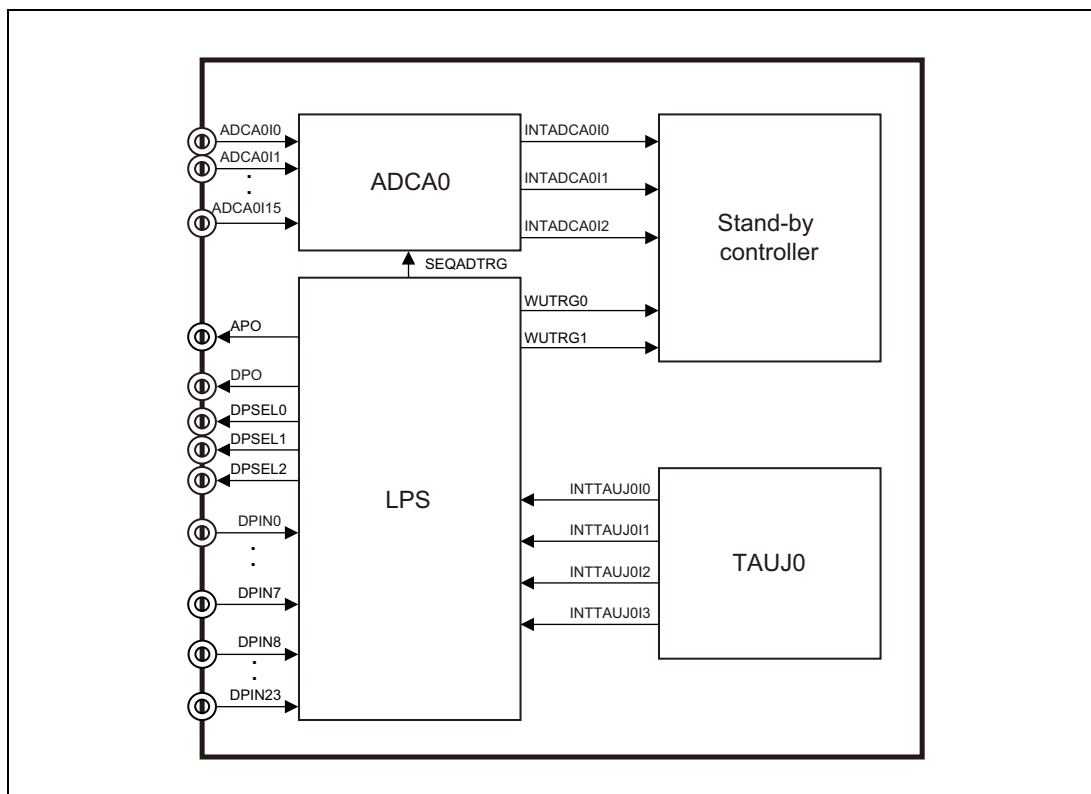 ADCA0I0
ADCA0I1
ADCA0I15
ADCA0
INTADCA0I0
INTADCA0I1
INTADCA0I2
Stand-by
controller
SEQADTRG
WUTRG0
WUTRG1
APO
DPO
DPSEL0
DPSEL1
DPSEL2
DPIN0
DPIN7
DPIN8
DPIN23
LPS
INTTAUJ0I0
INTTAUJ0I1
INTTAUJ0I2
INTTAUJ0I3
TAUJ0